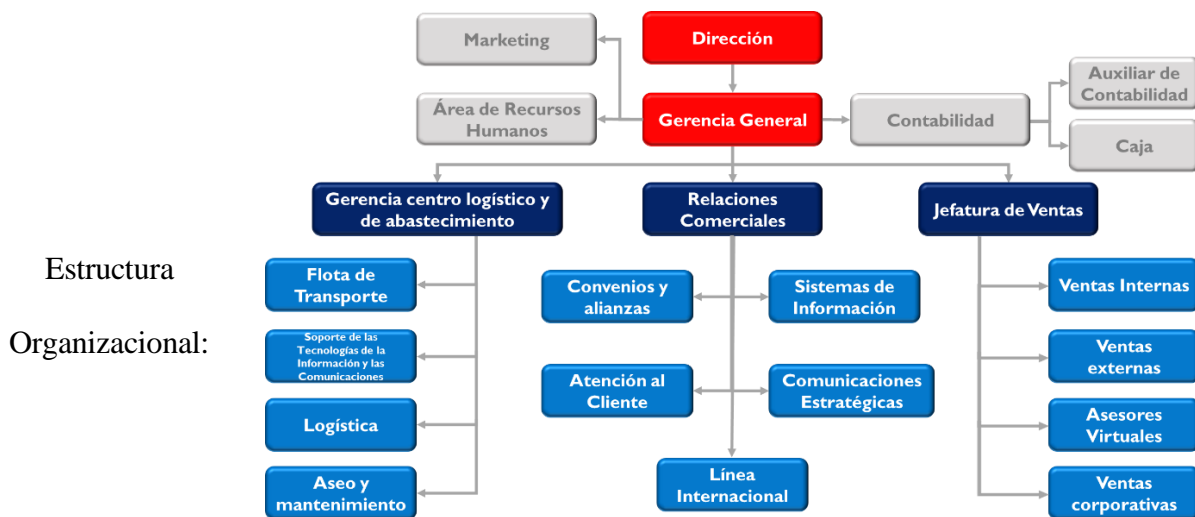 Marketing
Dirección
Área de Recursos
Humanos
Gerencia General
Contabilidad
Auxiliar de
Contabilidad
Caja
Gerencia centro logístico y
de abastecimiento
Relaciones
Comerciales
Jefatura de Ventas
Estructura
Organizacional:
Flota de
Transporte
Soporte de las
Tecnologías de la
Información y las
Comunicaciones
Logística
Aseo y
mantenimiento
Convenios y
alianzas
Sistemas de
Información
Atención al
Cliente
Comunicaciones
Estratégicas
Línea
Internacional
Ventas Internas
Ventas
externas
Asesores
Virtuales
Ventas
corporativas